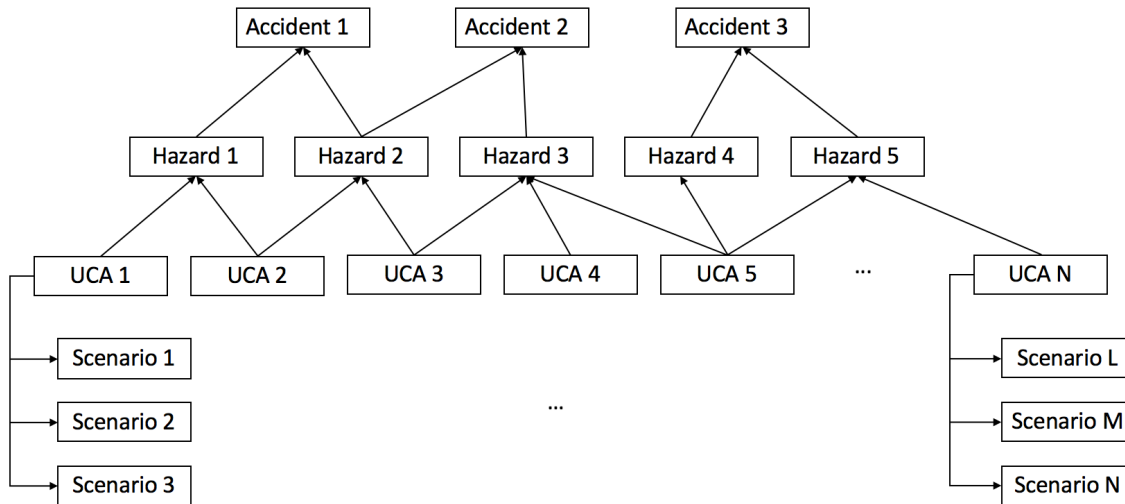 Accident 1
Accident 2
Accident 3
Hazard 1
Hazard 2
Hazard 3
Hazard 4
Hazard 5
UCA 1
UCA 2
UCA 3
UCA 4
UCA 5
...
UCA N
Scenario 1
Scenario L
Scenario 2
...
Scenario M
Scenario 3
Scenario N